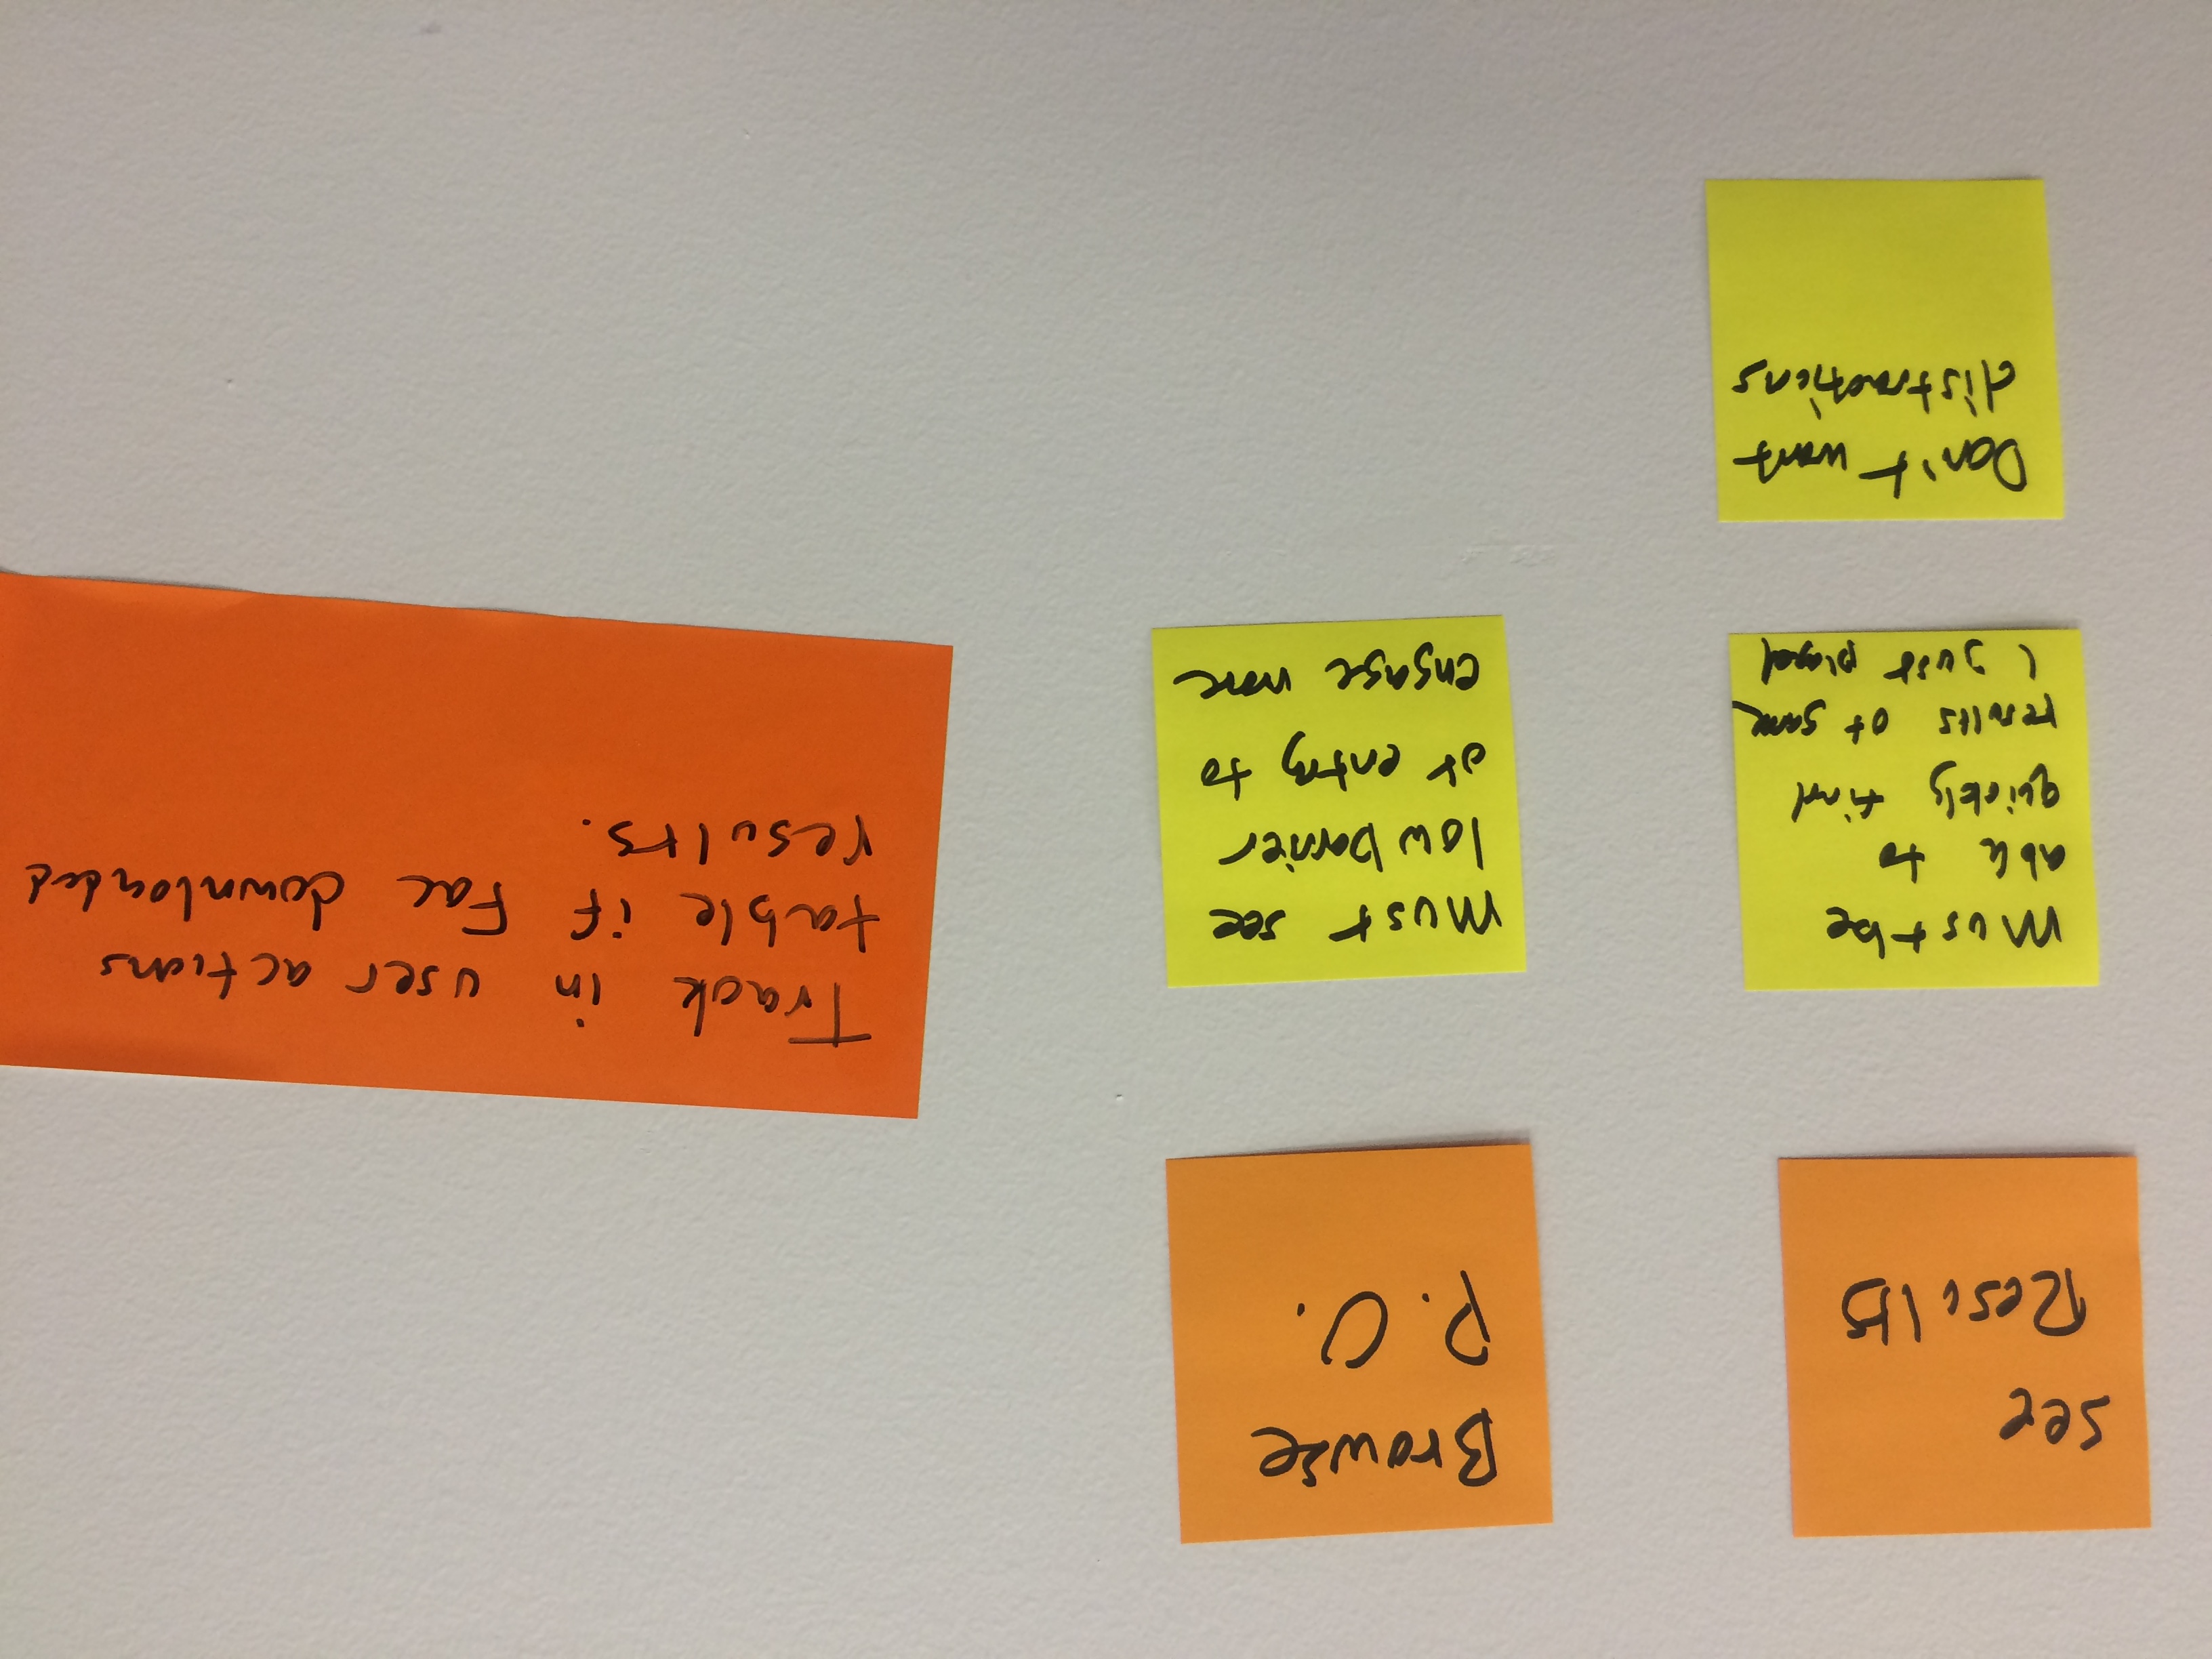 see
Results
Browse
P.O.
Must be
able to
quickly find
results of game
I just played
Must see
low barrier
of entry to
engage more
Don't want
distractions
Track in user actions
table if Fac downloaded
results.